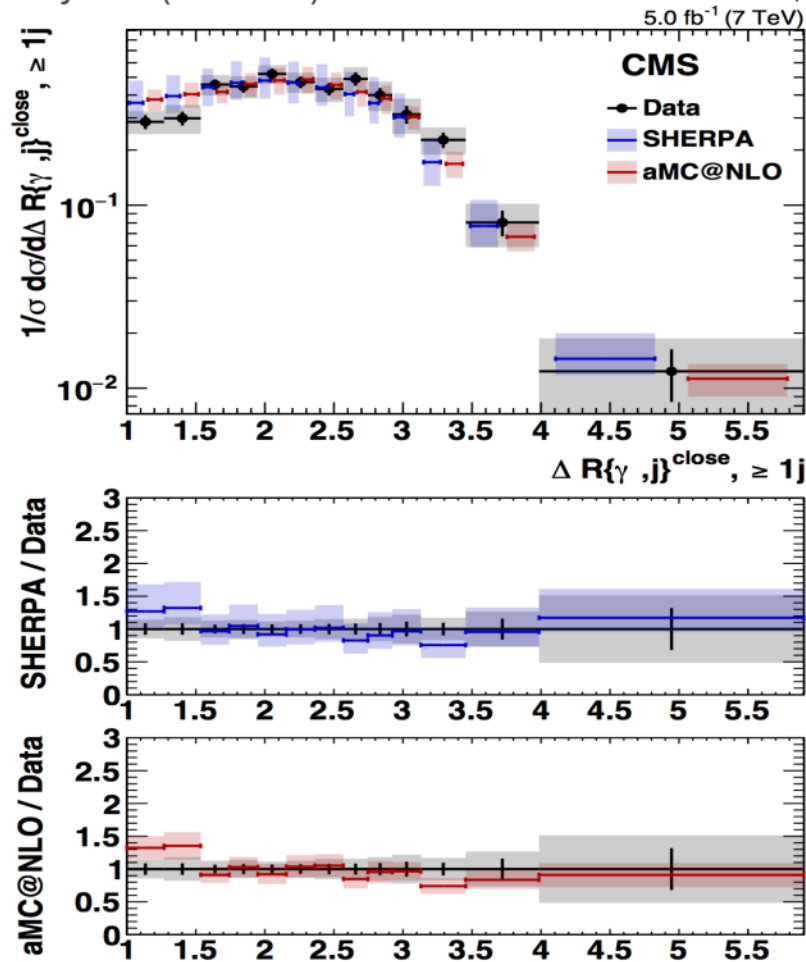 5.0 fb⁻¹ (7 TeV)
1/σ dσ/dΔ R{γ ,j}^close, ≥ 1j
CMS
Data
SHERPA
aMC@NLO
10⁻¹
10⁻²
1 1.5 2 2.5 3 3.5 4 4.5 5 5.5
Δ R{γ ,j}^close, ≥ 1j
SHERPA / Data
3
2.5
2
1.5
1
0.5
0
1 1.5 2 2.5 3 3.5 4 4.5 5 5.5
aMC@NLO / Data
3
2.5
2
1.5
1
0.5
0
1 1.5 2 2.5 3 3.5 4 4.5 5 5.5